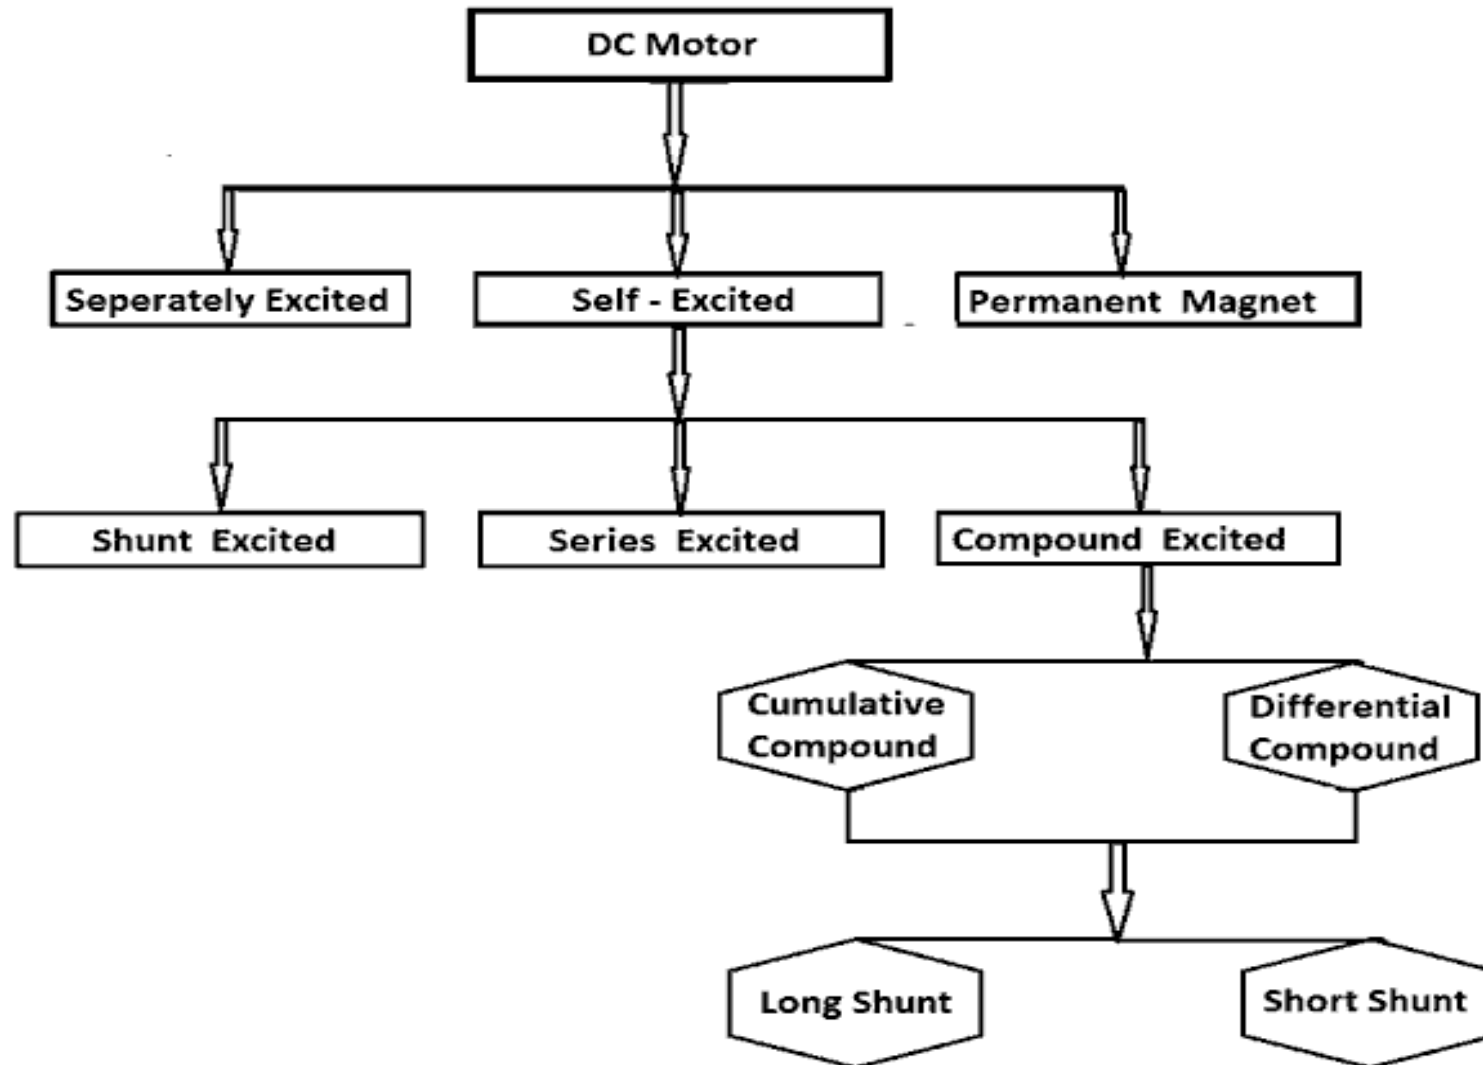 DC Motor
Seperately Excited
Self - Excited
Permanent Magnet
Shunt Excited
Series Excited
Compound Excited
Cumulative
Compound
Differential
Compound
Long Shunt
Short Shunt